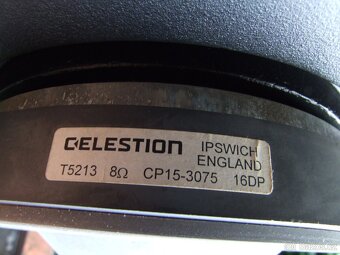 CELESTION IPSWICH
ENGLAND
T5213 8Ω CP15-3075 16DP